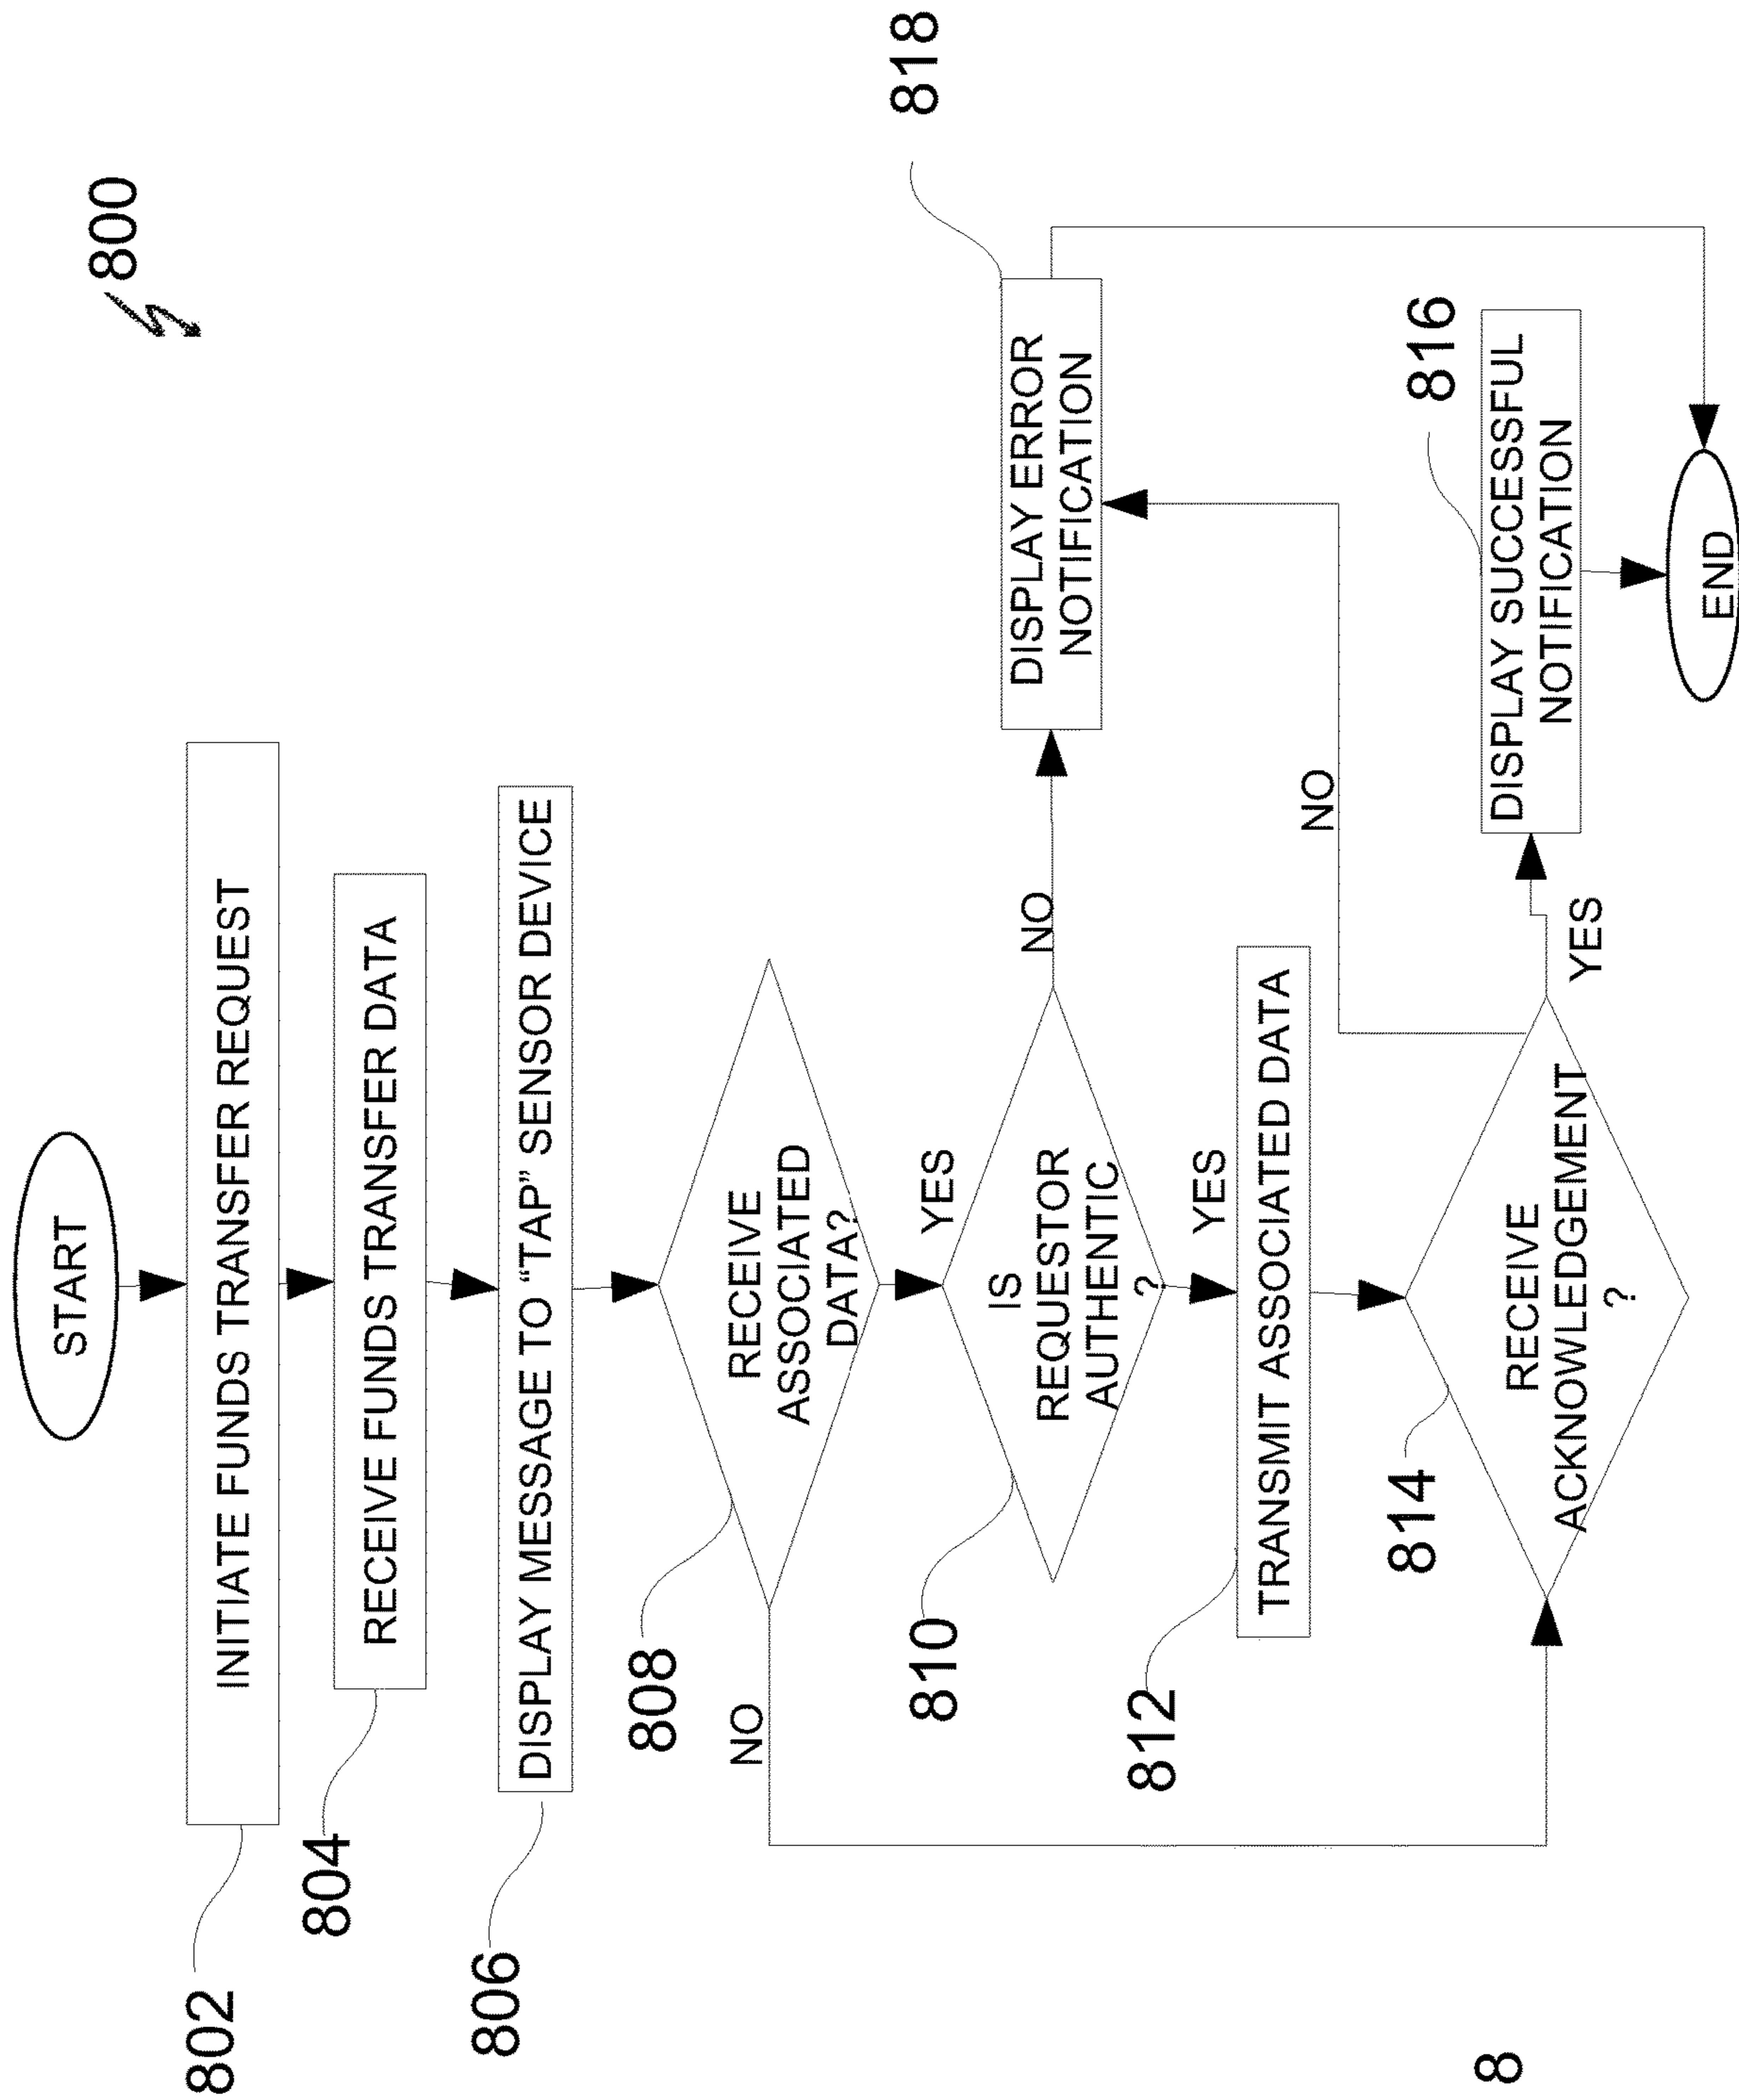 800
START
INITIATE FUNDS TRANSFER REQUEST
802
RECEIVE FUNDS TRANSFER DATA
804
DISPLAY MESSAGE TO “TAP” SENSOR DEVICE
806
RECEIVE
ASSOCIATED
DATA?
808
NO
YES
IS
REQUESTOR
AUTHENTIC
?
810
NO
DISPLAY ERROR
NOTIFICATION
818
YES
TRANSMIT ASSOCIATED DATA
812
NO
RECEIVE
ACKNOWLEDGEMENT
?
814
YES
DISPLAY SUCCESSFUL
NOTIFICATION
816
END
8